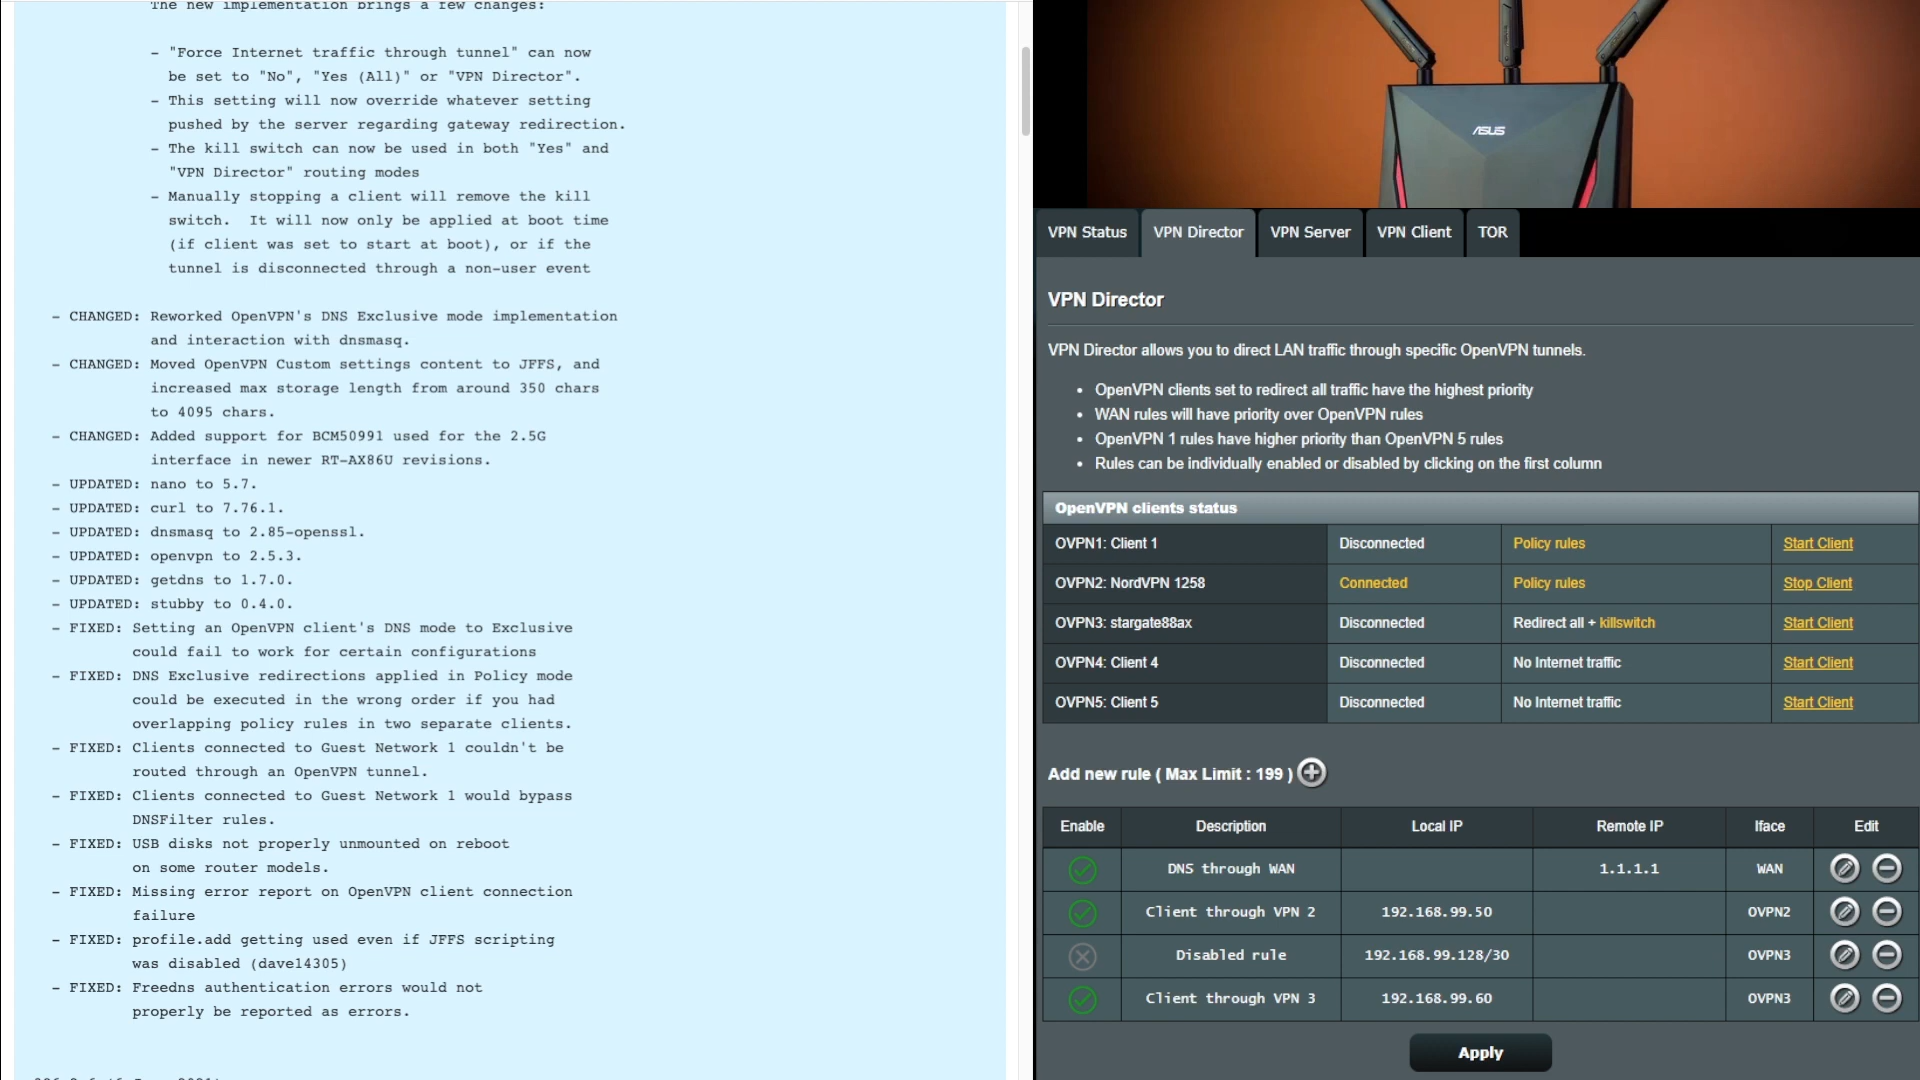 The new implementation brings a few changes:
- "Force Internet traffic through tunnel" can now
be set to "No", "Yes (All)" or "VPN Director".
- This setting will now override whatever setting
pushed by the server regarding gateway redirection.
- The kill switch can now be used in both "Yes" and
"VPN Director" routing modes
- Manually stopping a client will remove the kill
switch.  It will now only be applied at boot time
(if client was set to start at boot), or if the
tunnel is disconnected through a non-user event
- CHANGED: Reworked OpenVPN's DNS Exclusive mode implementation
and interaction with dnsmasq.
- CHANGED: Moved OpenVPN Custom settings content to JFFS, and
increased max storage length from around 350 chars
to 4095 chars.
- CHANGED: Added support for BCM50991 used for the 2.5G
interface in newer RT-AX86U revisions.
- UPDATED: nano to 5.7.
- UPDATED: curl to 7.76.1.
- UPDATED: dnsmasq to 2.85-openssl.
- UPDATED: openvpn to 2.5.3.
- UPDATED: getdns to 1.7.0.
- UPDATED: stubby to 0.4.0.
- FIXED: Setting an OpenVPN client's DNS mode to Exclusive
could fail to work for certain configurations
- FIXED: DNS Exclusive redirections applied in Policy mode
could be executed in the wrong order if you had
overlapping policy rules in two separate clients.
- FIXED: Clients connected to Guest Network 1 couldn't be
routed through an OpenVPN tunnel.
- FIXED: Clients connected to Guest Network 1 would bypass
DNSFilter rules.
- FIXED: USB disks not properly unmounted on reboot
on some router models.
- FIXED: Missing error report on OpenVPN client connection
failure
- FIXED: profile.add getting used even if JFFS scripting
was disabled (dave14305)
- FIXED: Freedns authentication errors would not
properly be reported as errors.
ASUS
VPN Status VPN Director VPN Server VPN Client TOR
VPN Director
VPN Director allows you to direct LAN traffic through specific OpenVPN tunnels.
• OpenVPN clients set to redirect all traffic have the highest priority
• WAN rules will have priority over OpenVPN rules
• OpenVPN 1 rules have higher priority than OpenVPN 5 rules
• Rules can be individually enabled or disabled by clicking on the first column
OpenVPN clients status
OVPN1: Client 1 Disconnected Policy rules Start Client
OVPN2: NordVPN 1258 Connected Policy rules Stop Client
OVPN3: stargate88ax Disconnected Redirect all + killswitch Start Client
OVPN4: Client 4 Disconnected No Internet traffic Start Client
OVPN5: Client 5 Disconnected No Internet traffic Start Client
Add new rule ( Max Limit : 199 )
Enable Description Local IP Remote IP Iface Edit
DNS through WAN 1.1.1.1 WAN
Client through VPN 2 192.168.99.50 OVPN2
Disabled rule 192.168.99.128/30 OVPN3
Client through VPN 3 192.168.99.60 OVPN3
Apply